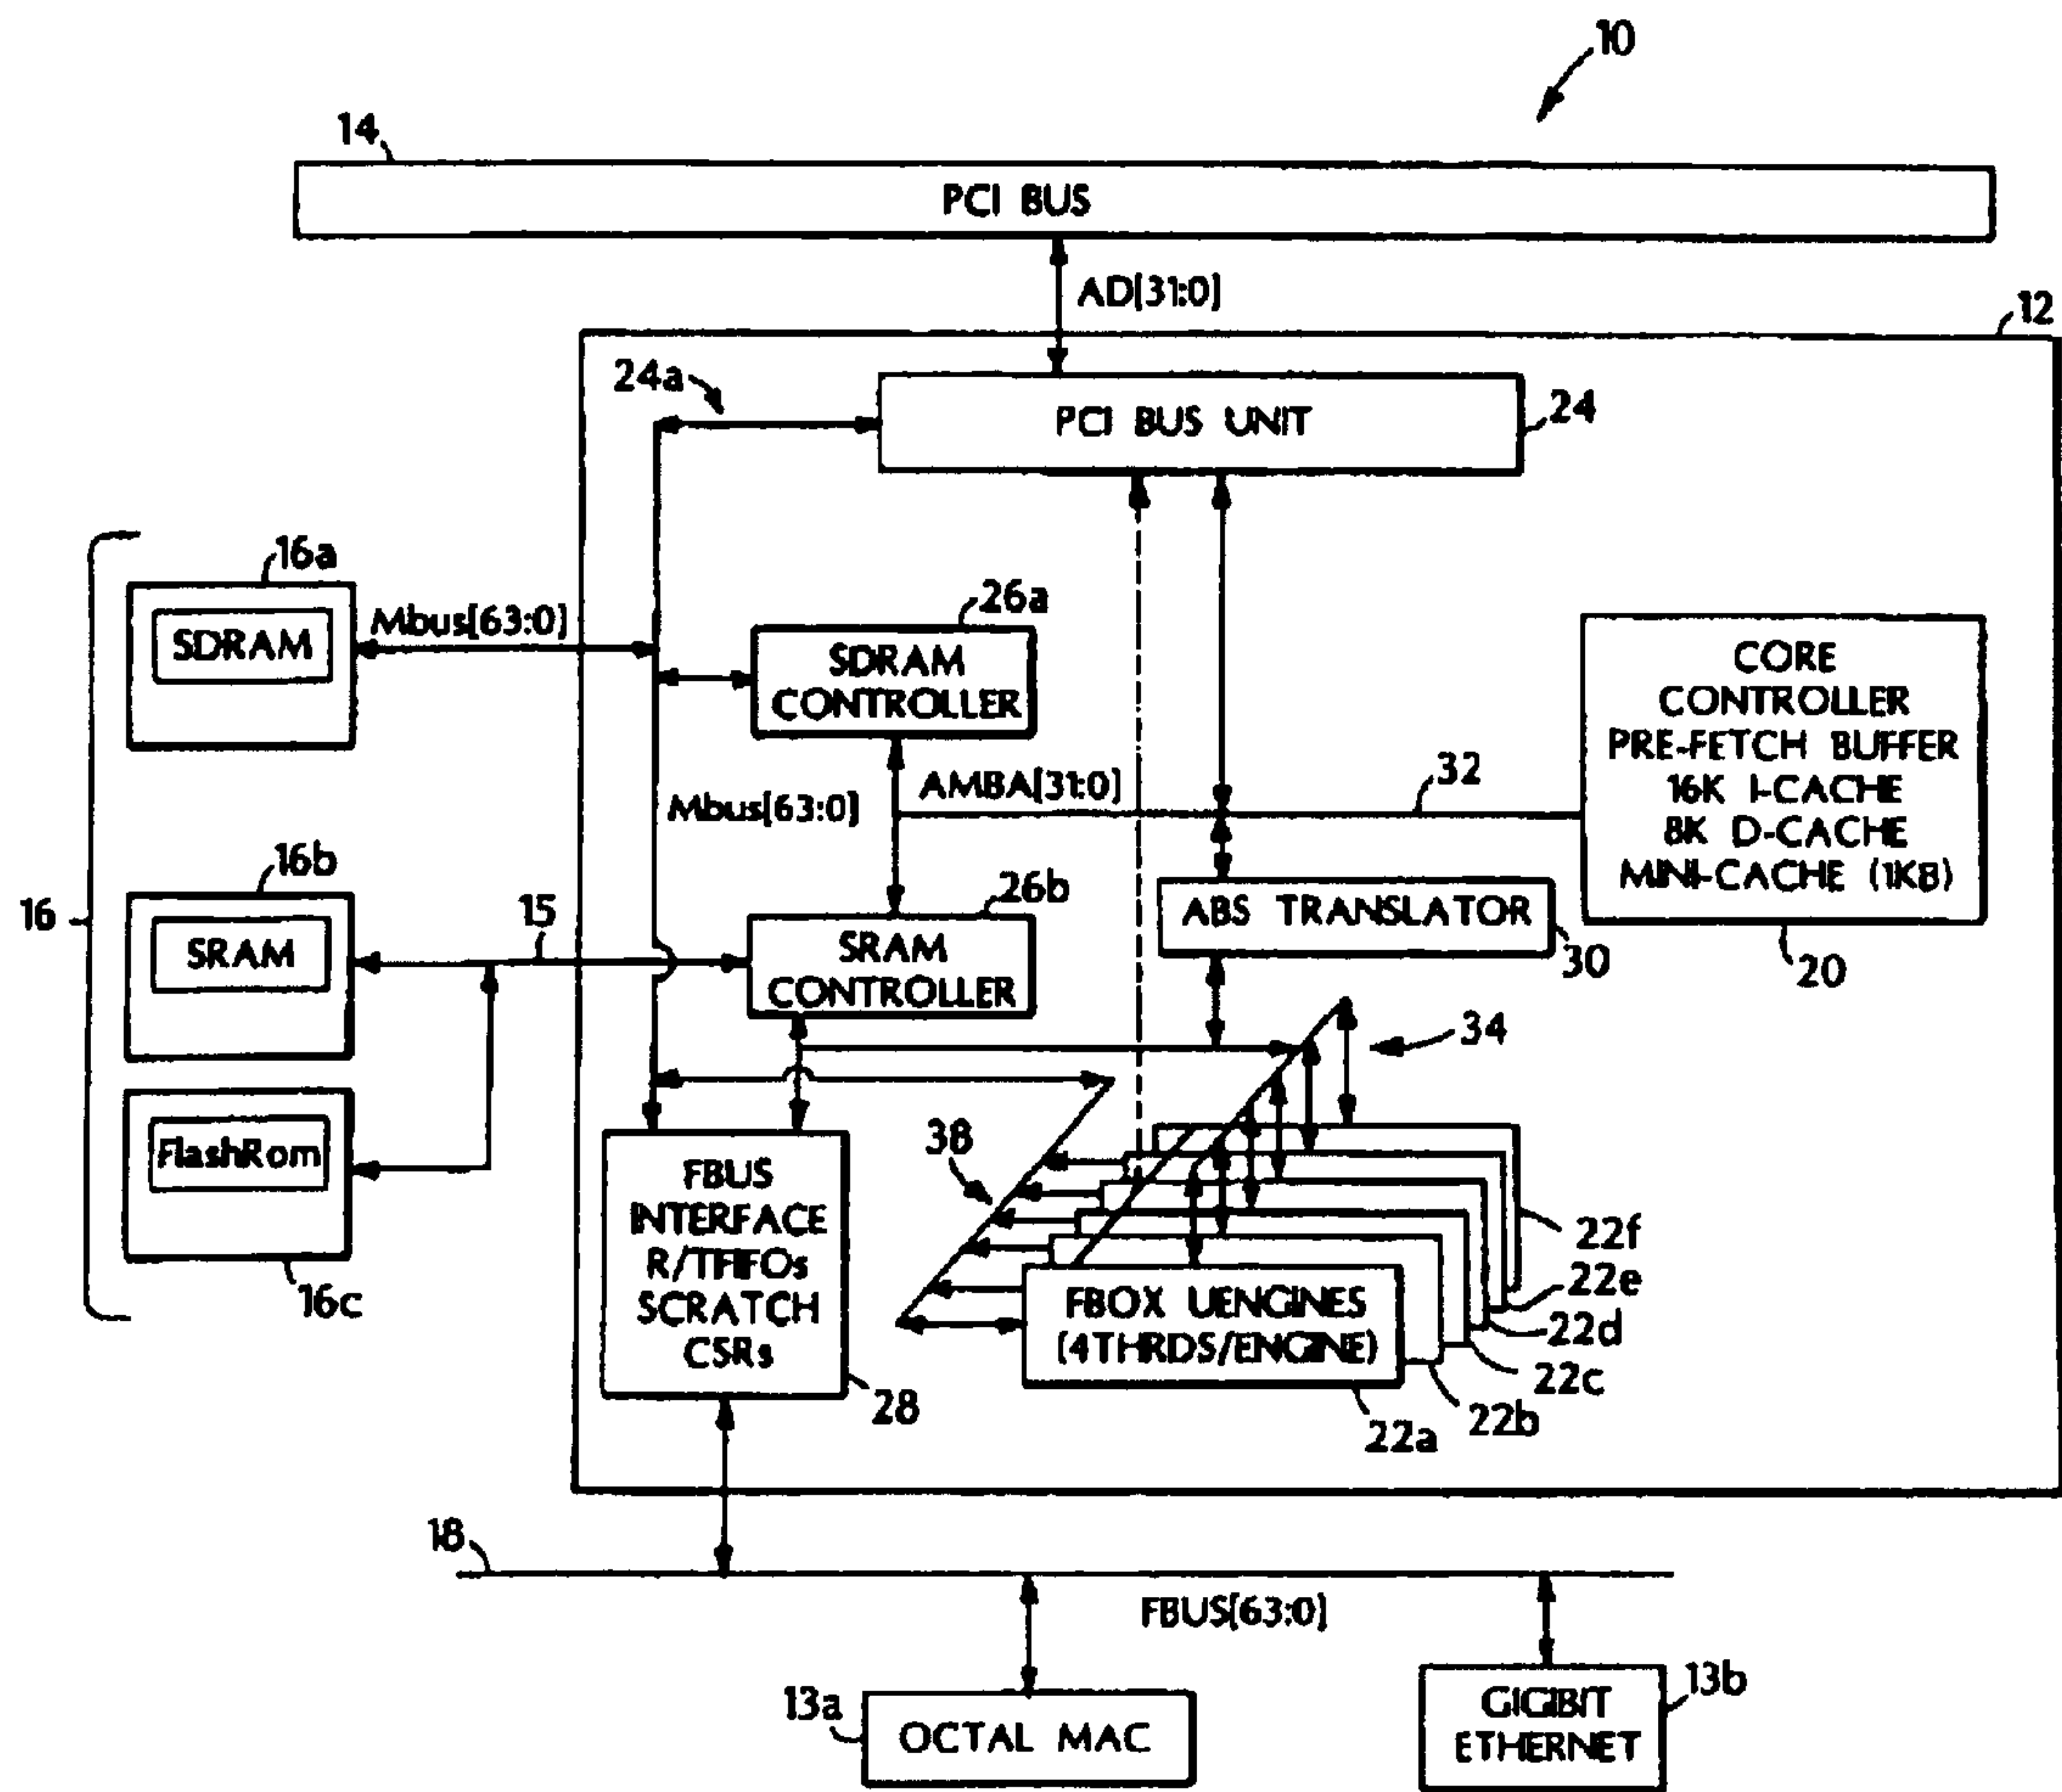 10
14
PCI BUS
AD[31:0]
12
24a
PCI BUS UNIT
24
16a
SDRAM
Mbus[63:0]
26a
SDRAM
CONTROLLER
CORE
CONTROLLER
PRE-FETCH BUFFER
16K I-CACHE
8K D-CACHE
MINI-CACHE (1KB)
20
AMBA[31:0]
32
Mbus[63:0]
16
16b
SRAM
15
26b
SRAM
CONTROLLER
ABS TRANSLATOR
30
34
FlashRom
16c
FBUS
INTERFACE
R/TFIFOs
SCRATCH
CSRs
28
38
FBOX UENGINES
(4THRDS/ENGINE)
22f
22e
22d
22c
22b
22a
18
FBUS[63:0]
13a
OCTAL MAC
GIGIBIT
ETHERNET
13b